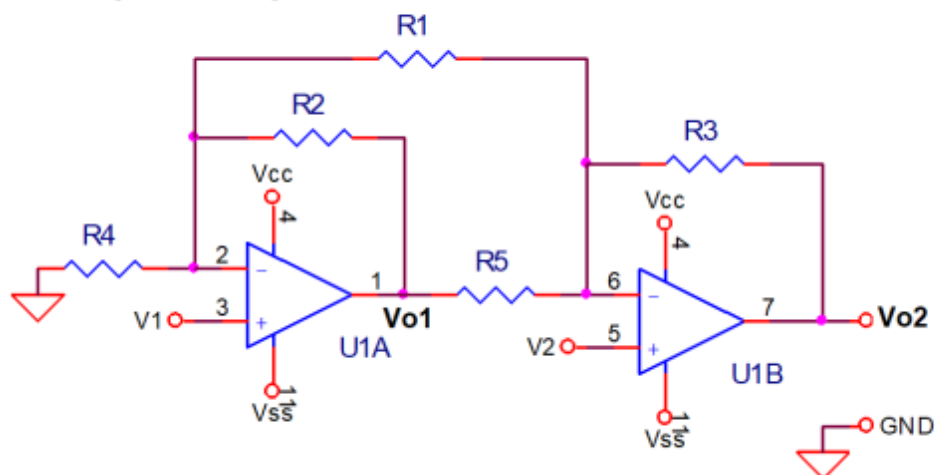 R1
R2
R3
Vcc
4
Vcc
4
R4
2
−
1
R5
6
−
7
Vo2
V1
3
+
Vo1
U1A
V2
5
+
U1B
11
Vss
11
Vss
GND